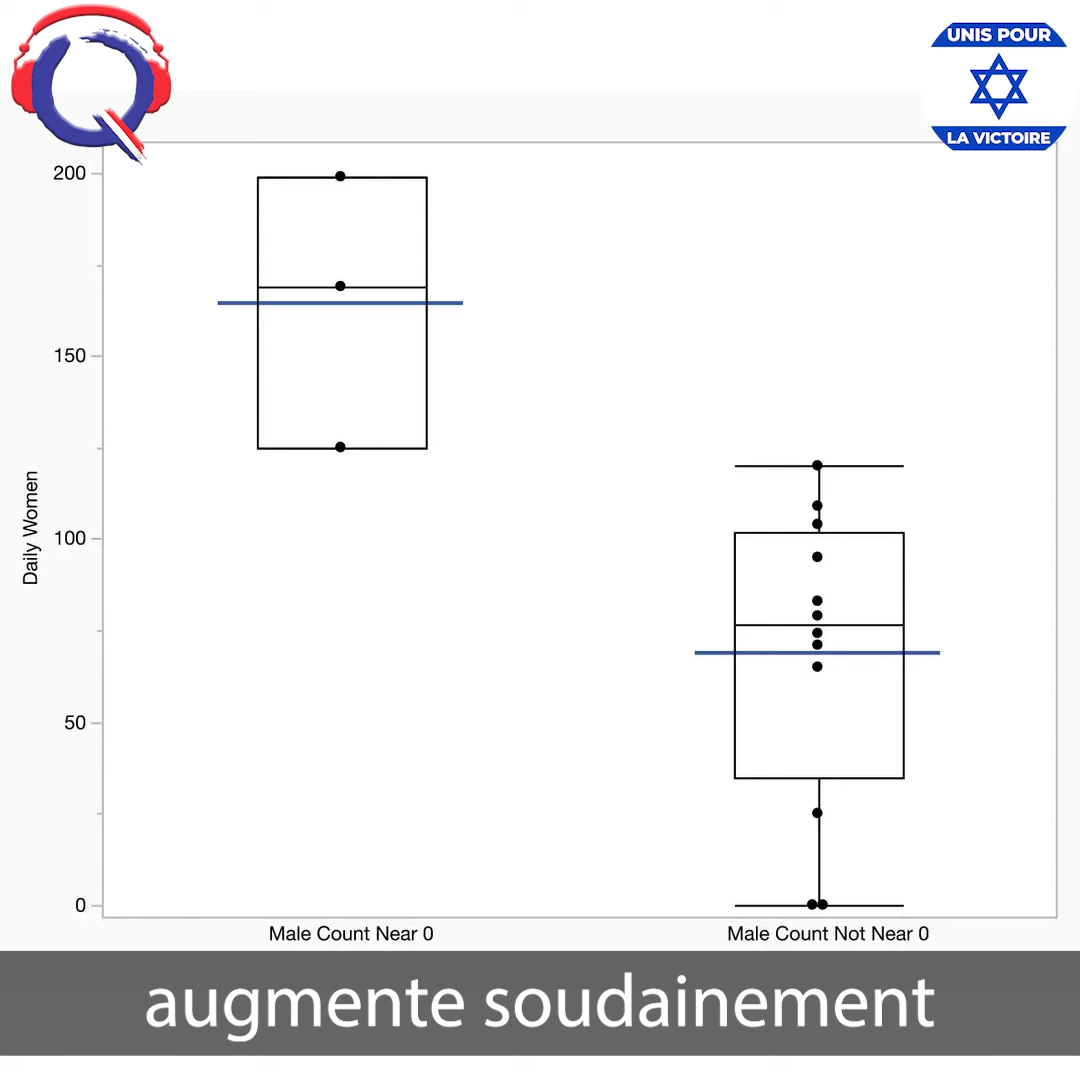 UNIS POUR
LA VICTOIRE
200
150
100
50
0
Daily Women
Male Count Near 0
Male Count Not Near 0
augmente soudainement